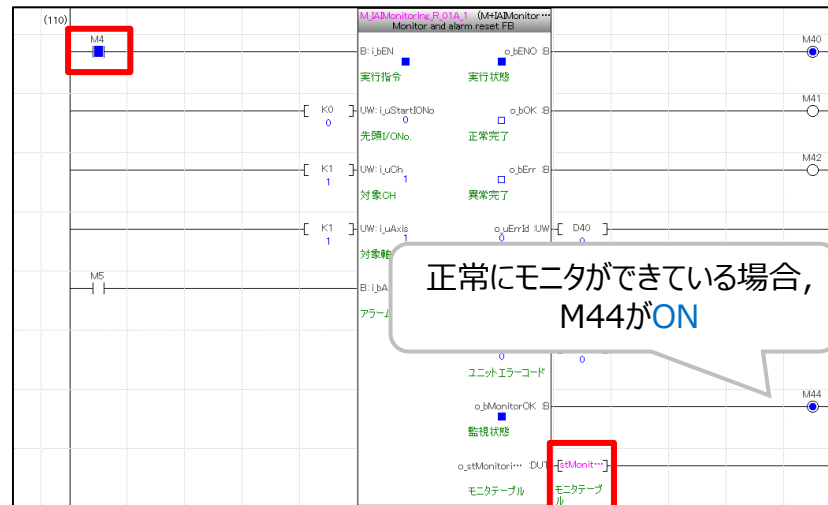 (110)
M_IAIMonitoring_R_01A_1 (M+IAIMonitor…
Monitor and alarm reset FB
M4
B: i_bEN
o_bENO :B
M40
実行指令
実行状態
K0
0
UW: i_uStartIONo
0
o_bOK :B
M41
先頭I/ONo.
正常完了
K1
1
UW: i_uCh
1
o_bErr :B
M42
対象CH
異常完了
K1
1
UW: i_uAxis
1
o_uErrId :UW
0
D40
0
対象軸
M5
B: i_bA
アラーム
正常にモニタができている場合,
M44がON
0
0
ユニットエラーコード
o_bMonitorOK :B
M44
監視状態
o_stMonitori… :DUT
stMonit…
モニタテーブル
モニタテーブ
ル